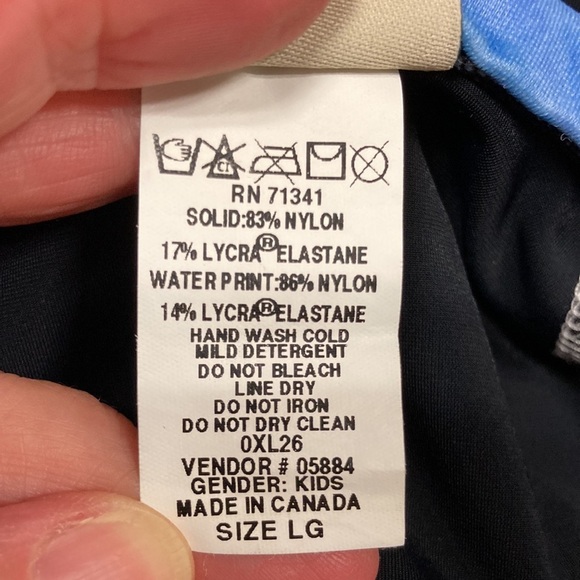 CL
RN 71341
SOLID:83% NYLON
17% LYCRA® ELASTANE
WATER PRINT:86% NYLON
14% LYCRA® ELASTANE
HAND WASH COLD
MILD DETERGENT
DO NOT BLEACH
LINE DRY
DO NOT IRON
DO NOT DRY CLEAN
0XL26
VENDOR # 05884
GENDER: KIDS
MADE IN CANADA
SIZE LG